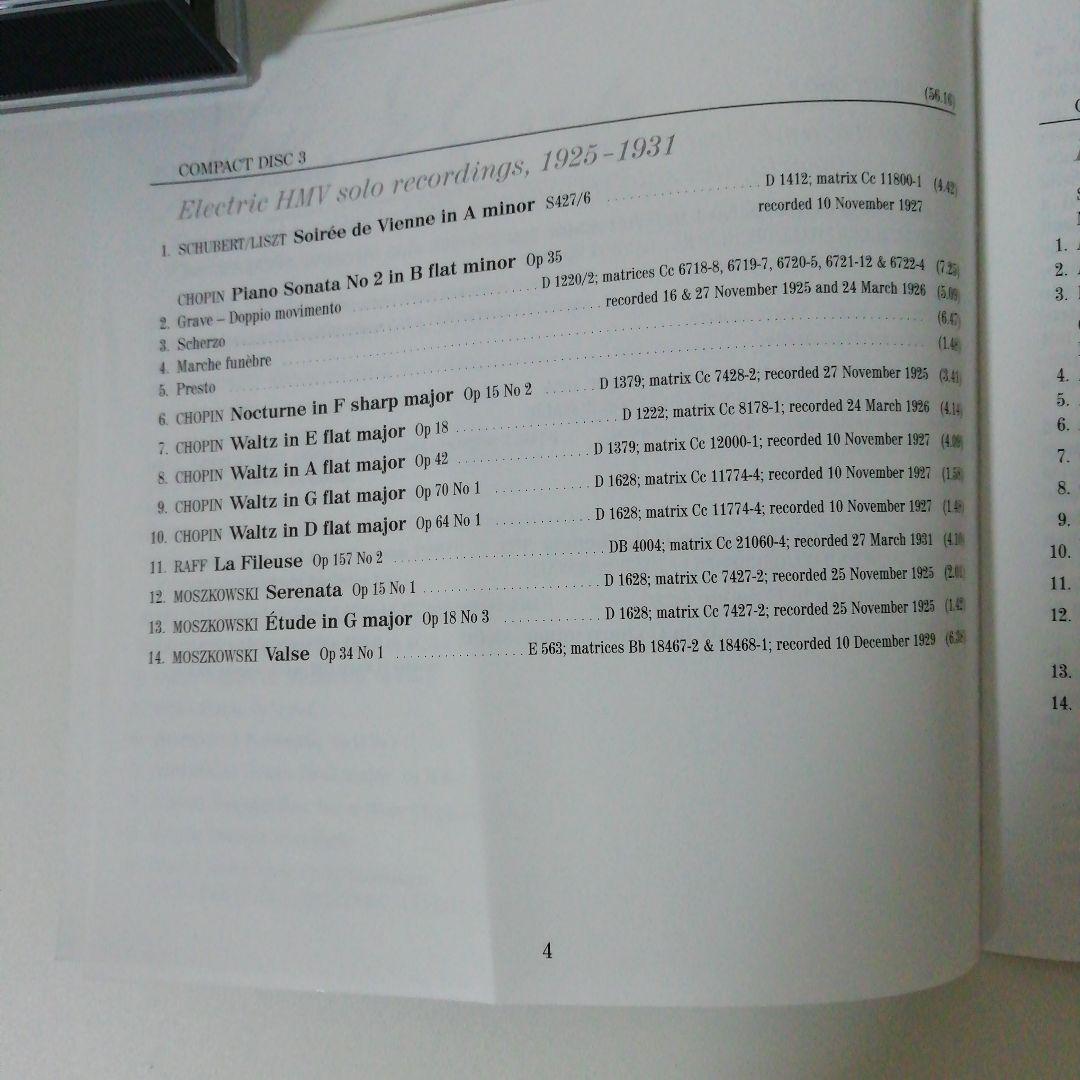 (56.16)
COMPACT DISC 3
Electric HMV solo recordings, 1925–1931
1. SCHUBERT/LISZT Soirée de Vienne in A minor S427/6 .......................... D 1412; matrix Cc 11800-1 (4.42)
recorded 10 November 1927
CHOPIN Piano Sonata No 2 in B flat minor Op 35
2. Grave – Doppio movimento .......................... D 1220/2; matrices Cc 6718-8, 6719-7, 6720-5, 6721-12 & 6722-4 (7.25)
3. Scherzo .......................... recorded 16 & 27 November 1925 and 24 March 1926 (5.09)
4. Marche funèbre .......................... (6.47)
5. Presto .......................... (1.48)
6. CHOPIN Nocturne in F sharp major Op 15 No 2 ....... D 1379; matrix Cc 7428-2; recorded 27 November 1925 (3.41)
7. CHOPIN Waltz in E flat major Op 18 .................... D 1222; matrix Cc 8178-1; recorded 24 March 1926 (4.14)
8. CHOPIN Waltz in A flat major Op 42 ................ D 1379; matrix Cc 12000-1; recorded 10 November 1927 (4.09)
9. CHOPIN Waltz in G flat major Op 70 No 1 ............ D 1628; matrix Cc 11774-4; recorded 10 November 1927 (1.58)
10. CHOPIN Waltz in D flat major Op 64 No 1 ............ D 1628; matrix Cc 11774-4; recorded 10 November 1927 (1.48)
11. RAFF La Fileuse Op 157 No 2 .......................... DB 4004; matrix Cc 21060-4; recorded 27 March 1931 (4.10)
12. MOSZKOWSKI Serenata Op 15 No 1 ...................... D 1628; matrix Cc 7427-2; recorded 25 November 1925 (2.01)
13. MOSZKOWSKI Étude in G major Op 18 No 3 ............ D 1628; matrix Cc 7427-2; recorded 25 November 1925 (1.42)
14. MOSZKOWSKI Valse Op 34 No 1 ................ E 563; matrices Bb 18467-2 & 18468-1; recorded 10 December 1929 (6.38)
4
1.
2.
3.
4.
5.
6.
7.
8.
9.
10.
11.
12.
13.
14.